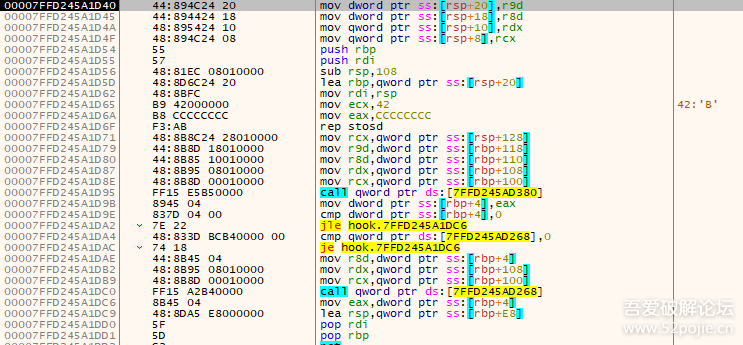 00007FFD245A1D40 44:894C24 20 mov dword ptr ss:[rsp+20],r9d
00007FFD245A1D45 44:894424 18 mov dword ptr ss:[rsp+18],r8d
00007FFD245A1D4A 48:895424 10 mov qword ptr ss:[rsp+10],rdx
00007FFD245A1D4F 48:894C24 08 mov qword ptr ss:[rsp+8],rcx
00007FFD245A1D54 55 push rbp
00007FFD245A1D55 57 push rdi
00007FFD245A1D56 48:81EC 08010000 sub rsp,108
00007FFD245A1D5D 48:8D6C24 20 lea rbp,qword ptr ss:[rsp+20]
00007FFD245A1D62 48:8BFC mov rdi,rsp
00007FFD245A1D65 B9 42000000 mov ecx,42 42:'B'
00007FFD245A1D6A B8 CCCCCCCC mov eax,CCCCCCCC
00007FFD245A1D6F F3:AB rep stosd
00007FFD245A1D71 48:8B8C24 28010000 mov rcx,qword ptr ss:[rsp+128]
00007FFD245A1D79 44:8B8D 18010000 mov r9d,dword ptr ss:[rbp+118]
00007FFD245A1D80 44:8B85 10010000 mov r8d,dword ptr ss:[rbp+110]
00007FFD245A1D87 48:8B95 08010000 mov rdx,qword ptr ss:[rbp+108]
00007FFD245A1D8E 48:8B8D 00010000 mov rcx,qword ptr ss:[rbp+100]
00007FFD245A1D95 FF15 E5B50000 call qword ptr ds:[7FFD245AD380]
00007FFD245A1D9B 8945 04 mov dword ptr ss:[rbp+4],eax
00007FFD245A1D9E 837D 04 00 cmp dword ptr ss:[rbp+4],0
00007FFD245A1DA2 7E 22 jle hook.7FFD245A1DC6
00007FFD245A1DA4 48:833D BCB40000 00 cmp qword ptr ds:[7FFD245AD268],0
00007FFD245A1DAC 74 18 je hook.7FFD245A1DC6
00007FFD245A1DAE 44:8B45 04 mov r8d,dword ptr ss:[rbp+4]
00007FFD245A1DB2 48:8B95 08010000 mov rdx,qword ptr ss:[rbp+108]
00007FFD245A1DB9 48:8B8D 00010000 mov rcx,qword ptr ss:[rbp+100]
00007FFD245A1DC0 FF15 A2B40000 call qword ptr ds:[7FFD245AD268]
00007FFD245A1DC6 8B45 04 mov eax,dword ptr ss:[rbp+4]
00007FFD245A1DC9 48:8DA5 E8000000 lea rsp,qword ptr ss:[rbp+E8]
00007FFD245A1DD0 5F pop rdi
00007FFD245A1DD1 5D pop rbp
吾爱破解论坛
www.52pojie.cn